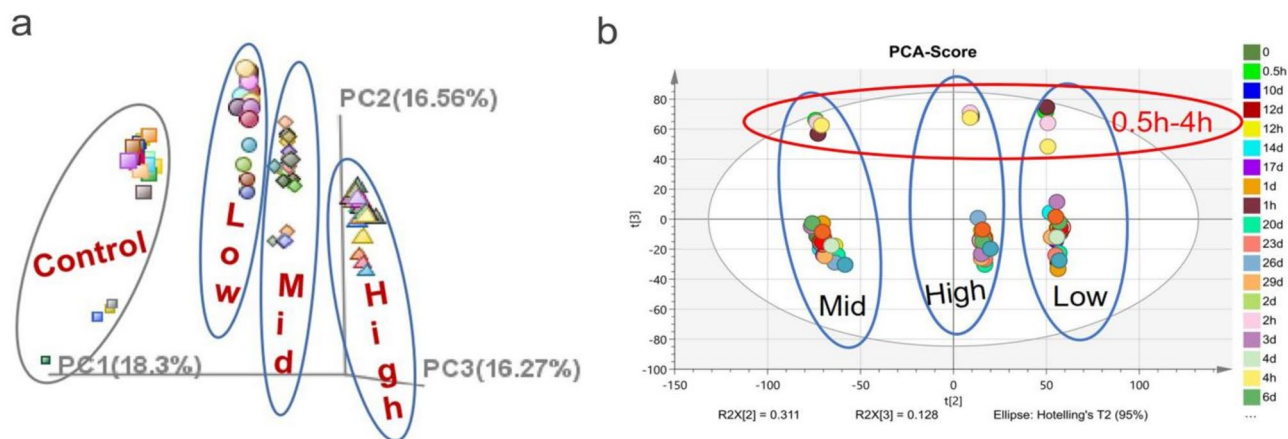 a
PC2(16.56%)
Control
Low
Mid
High
PC1(18.3%)
PC3(16.27%)
b
PCA-Score
80
60
40
20
0
-20
-40
-60
-80
-100
t[3]
0.5h-4h
Mid
High
Low
-150
-100
-50
0
50
100
t[2]
R2X[2] = 0.311
R2X[3] = 0.128
Ellipse: Hotelling's T2 (95%)
0
0.5h
10d
12d
12h
14d
17d
1d
1h
20d
23d
26d
29d
2d
2h
3d
4d
4h
6d
...